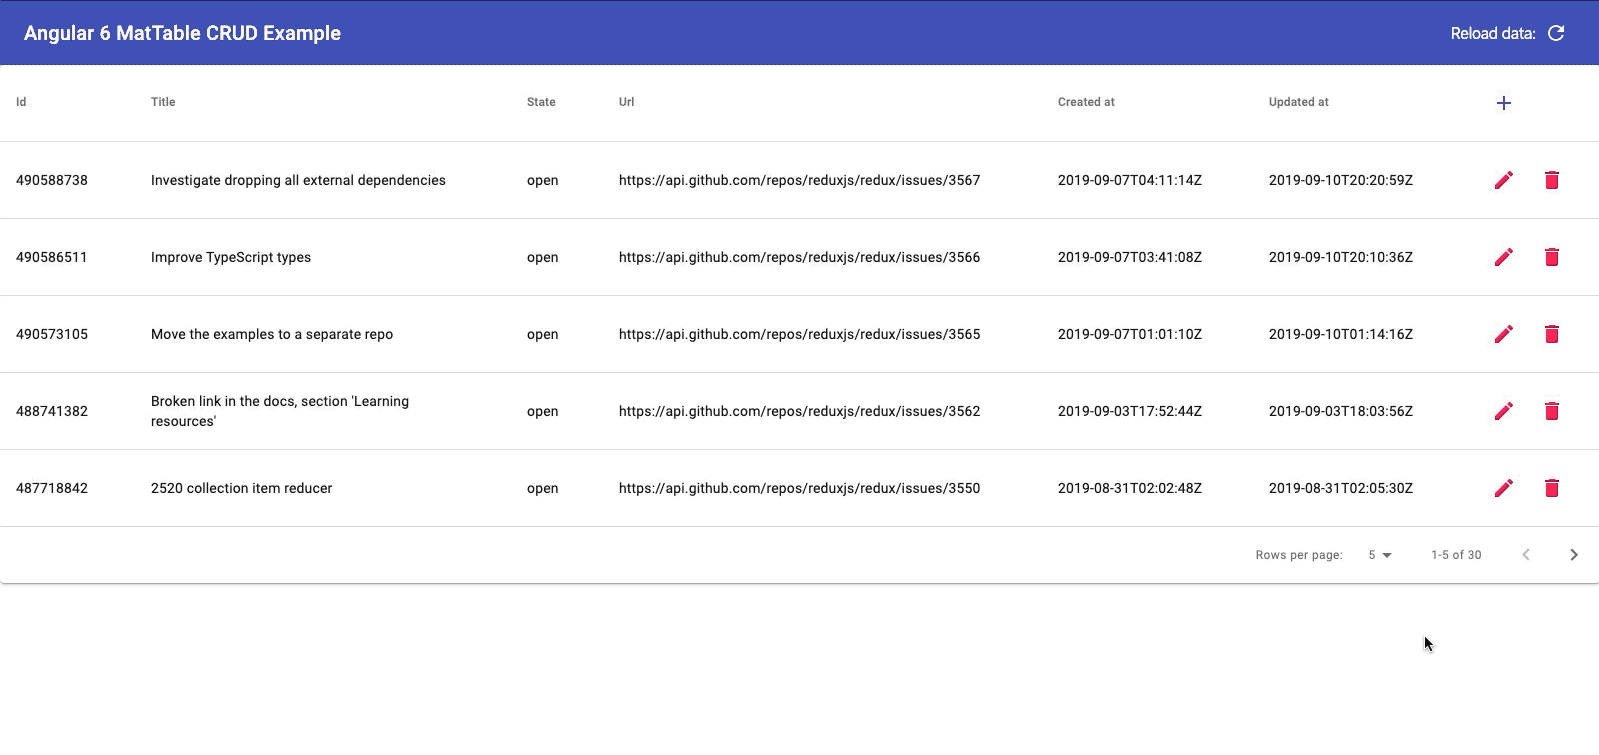 Angular 6 MatTable CRUD Example Reload data:
Id Title State Url Created at Updated at
490588738 Investigate dropping all external dependencies open https://api.github.com/repos/reduxjs/redux/issues/3567 2019-09-07T04:11:14Z 2019-09-10T20:20:59Z
490586511 Improve TypeScript types open https://api.github.com/repos/reduxjs/redux/issues/3566 2019-09-07T03:41:08Z 2019-09-10T20:10:36Z
490573105 Move the examples to a separate repo open https://api.github.com/repos/reduxjs/redux/issues/3565 2019-09-07T01:01:10Z 2019-09-10T01:14:16Z
488741382 Broken link in the docs, section 'Learning
resources' open https://api.github.com/repos/reduxjs/redux/issues/3562 2019-09-03T17:52:44Z 2019-09-03T18:03:56Z
487718842 2520 collection item reducer open https://api.github.com/repos/reduxjs/redux/issues/3550 2019-08-31T02:02:48Z 2019-08-31T02:05:30Z
Rows per page: 5 1-5 of 30